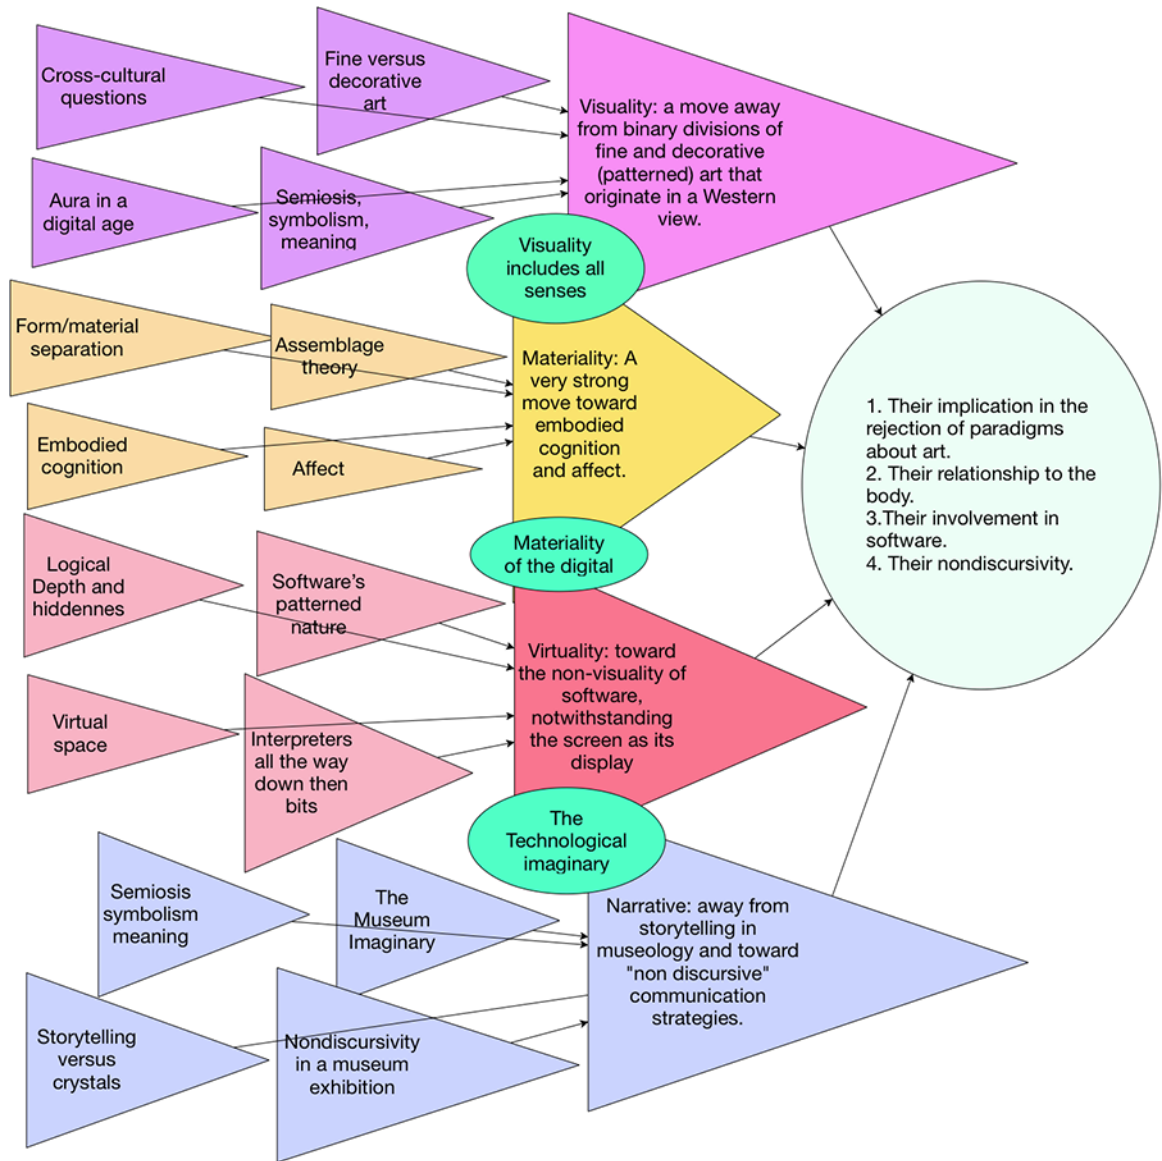 Cross-cultural
questions
Fine versus
decorative
art
Visuality: a move away
from binary divisions of
fine and decorative
(patterned) art that
originate in a Western
view.
Aura in a
digital age
Semiosis,
symbolism,
meaning
Visuality
includes all
senses
Form/material
separation
Assemblage
theory
Materiality: A
very strong
move toward
embodied
cognition
and affect.
Embodied
cognition
Affect
1. Their implication in the
rejection of paradigms
about art.
2. Their relationship to the
body.
3.Their involvement in
software.
4. Their nondiscursivity.
Materiality
of the digital
Logical
Depth and
hiddennes
Software's
patterned
nature
Virtuality: toward
the non-visuality of
software,
notwithstanding
the screen as its
display
Virtual
space
Interpreters
all the way
down then
bits
The
Technological
imaginary
Semiosis
symbolism
meaning
The
Museum
Imaginary
Narrative: away from
storytelling in
museology and toward
"non discursive"
communication
strategies.
Storytelling
versus
crystals
Nondiscursivity
in a museum
exhibition